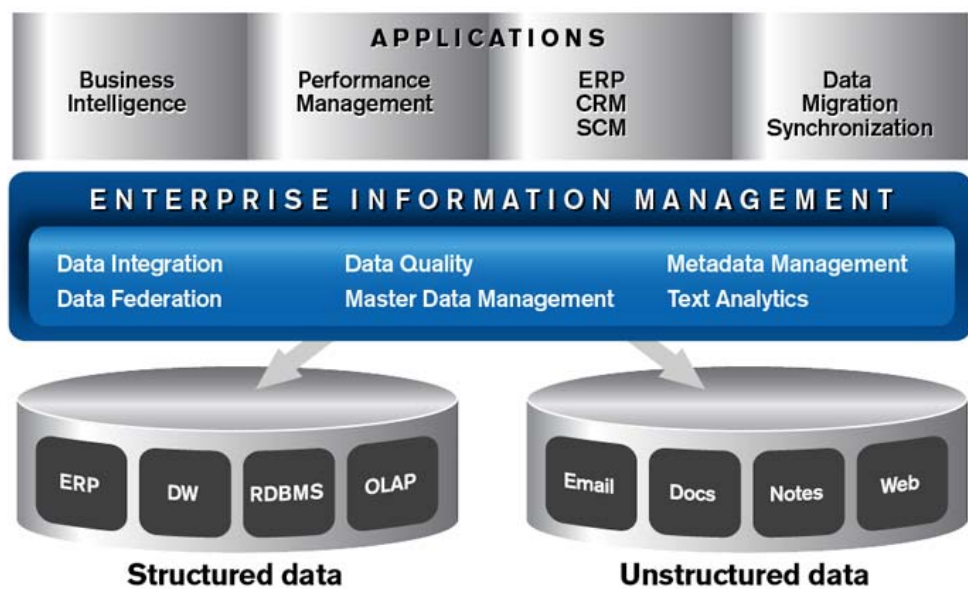 APPLICATIONS
Business
Intelligence
Performance
Management
ERP
CRM
SCM
Data
Migration
Synchronization
ENTERPRISE INFORMATION MANAGEMENT
Data Integration
Data Federation
Data Quality
Master Data Management
Metadata Management
Text Analytics
ERP
DW
RDBMS
OLAP
Structured data
Email
Docs
Notes
Web
Unstructured data